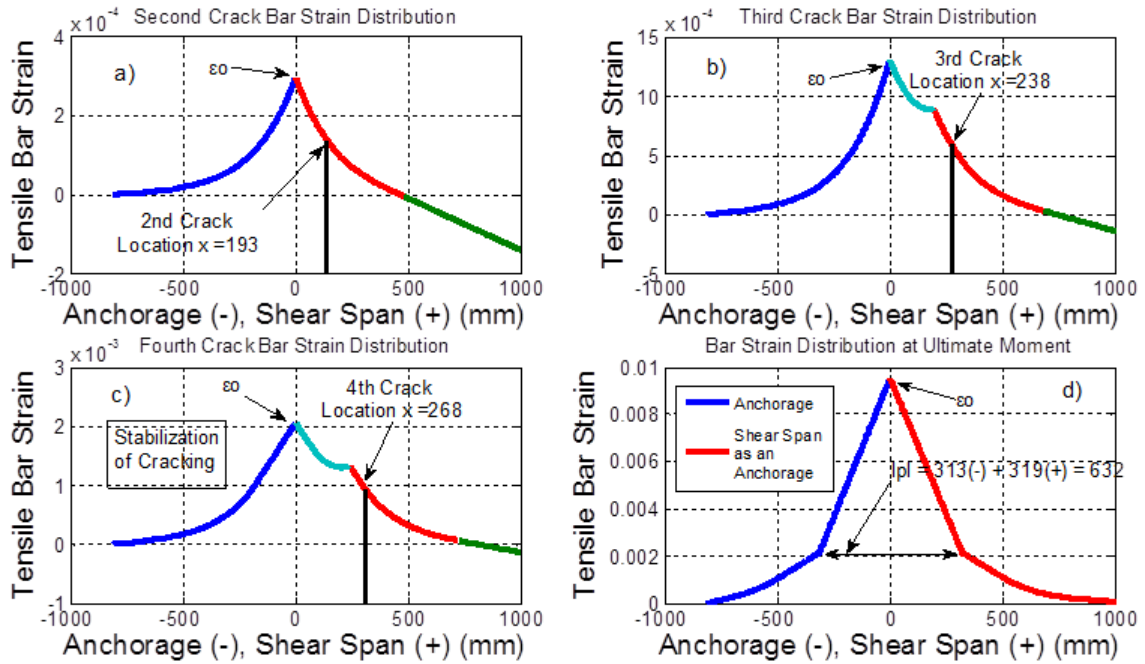 Second Crack Bar Strain Distribution
x 10-4
4
2
0
-2
-1000
-500
0
500
1000
Tensile Bar Strain
Anchorage (-), Shear Span (+) (mm)
a)
εo
2nd Crack
Location x =193
Third Crack Bar Strain Distribution
x 10-4
15
10
5
0
-5
-1000
-500
0
500
1000
Tensile Bar Strain
Anchorage (-), Shear Span (+) (mm)
b)
εo
3rd Crack
Location x =238
Fourth Crack Bar Strain Distribution
x 10-3
3
2
1
0
-1
-1000
-500
0
500
1000
Tensile Bar Strain
Anchorage (-), Shear Span (+) (mm)
c)
εo
4th Crack
Location x =268
Stabilization
of Cracking
Bar Strain Distribution at Ultimate Moment
0.01
0.008
0.006
0.004
0.002
0
-1000
-500
0
500
1000
Tensile Bar Strain
Anchorage (-), Shear Span (+) (mm)
d)
εo
Anchorage
Shear Span
as an
Anchorage
lpl = 313(-) + 319(+) = 632